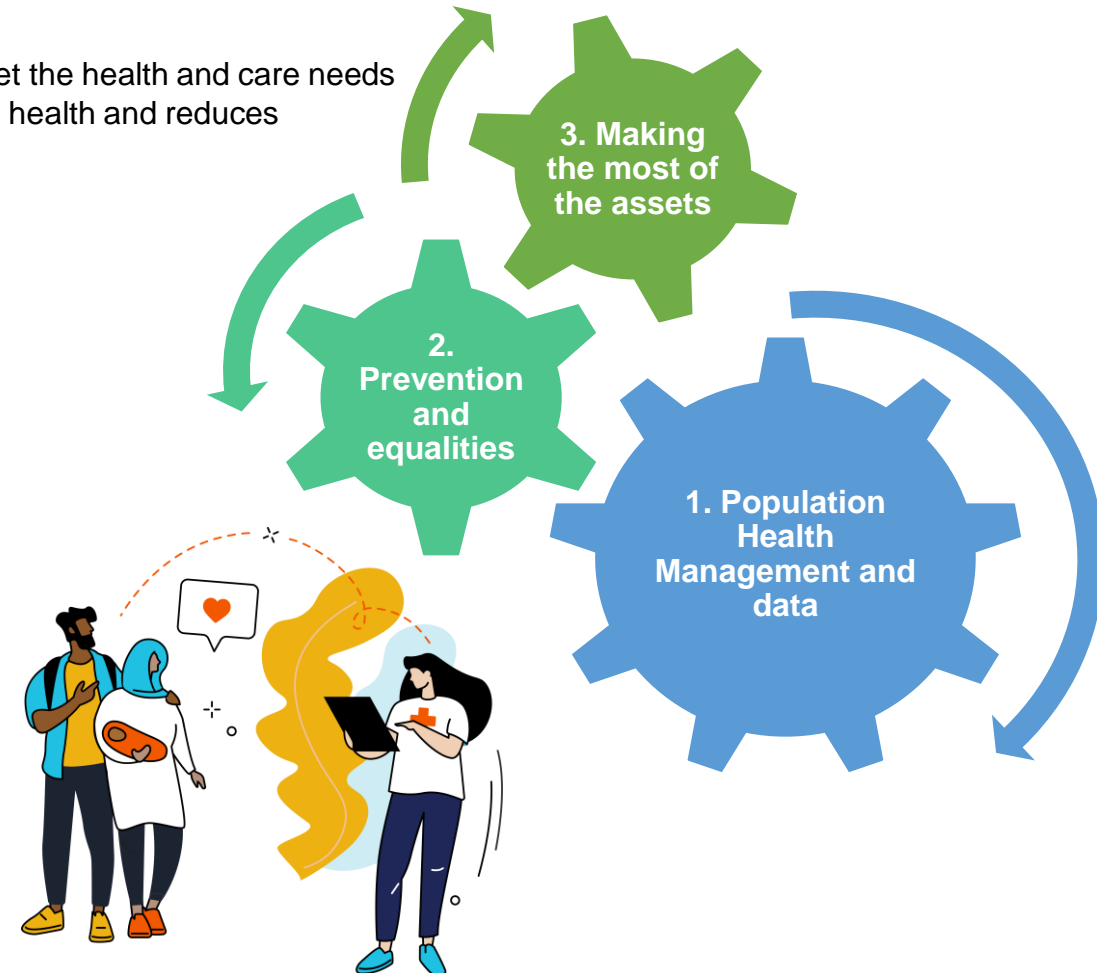 et the health and care needs
health and reduces
3. Making
the most of
the assets
2.
Prevention
and
equalities
1. Population
Health
Management and
data